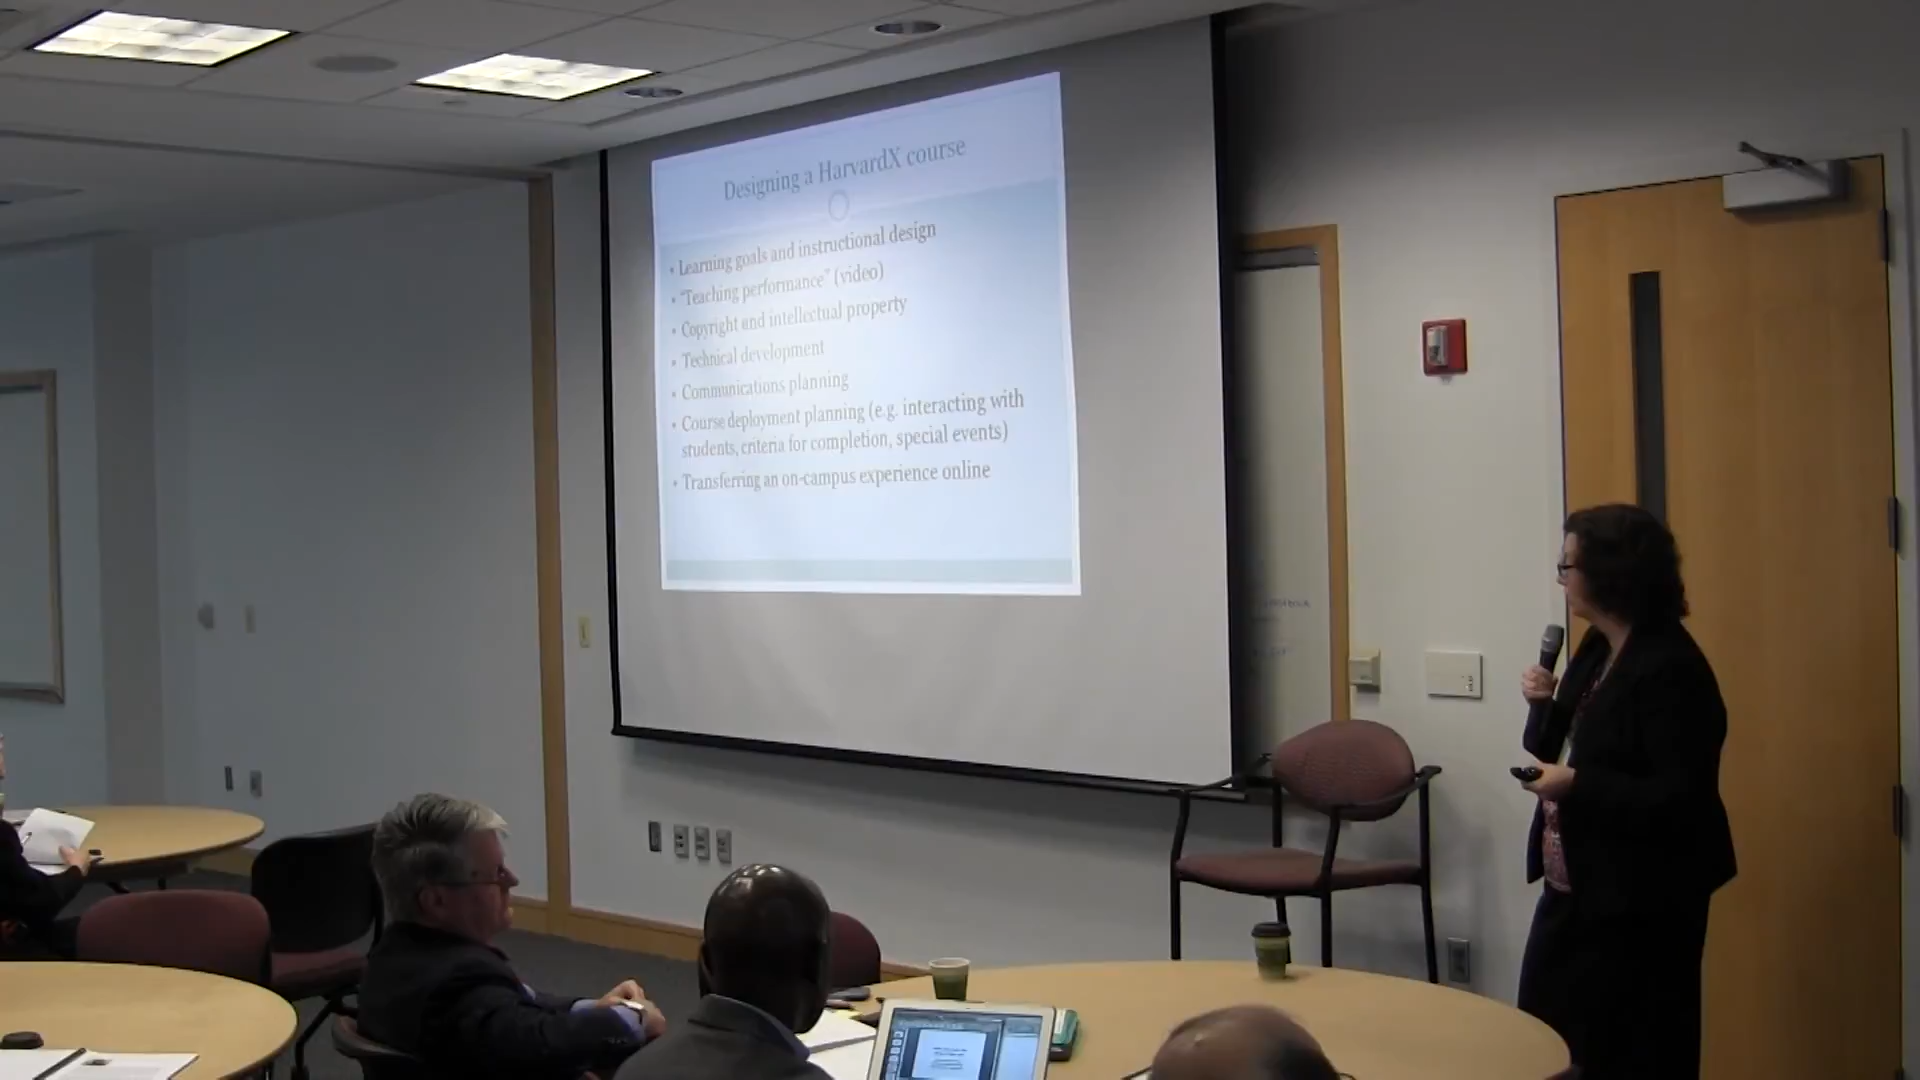 Designing a HarvardX course
• Learning goals and instructional design
• "Teaching performance" (video)
• Copyright and intellectual property
• Technical development
• Communications planning
• Course deployment planning (e.g. interacting with
students, criteria for completion, special events)
• Transferring an on-campus experience online